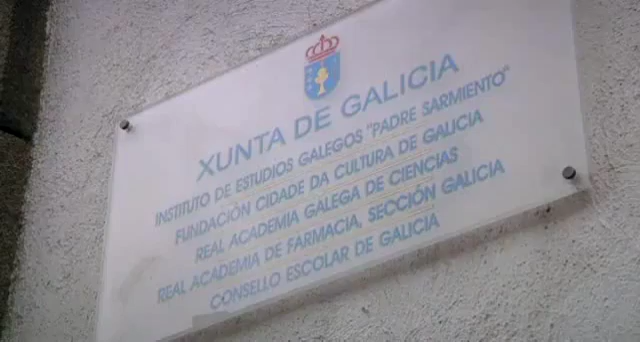 XUNTA DE GALICIA
INSTITUTO DE ESTUDIOS GALEGOS "PADRE SARMIENTO"
FUNDACIÓN CIDADE DA CULTURA DE GALICIA
REAL ACADEMIA GALEGA DE CIENCIAS
REAL ACADEMIA DE FARMACIA, SECCIÓN GALICIA
CONSELLO ESCOLAR DE GALICIA